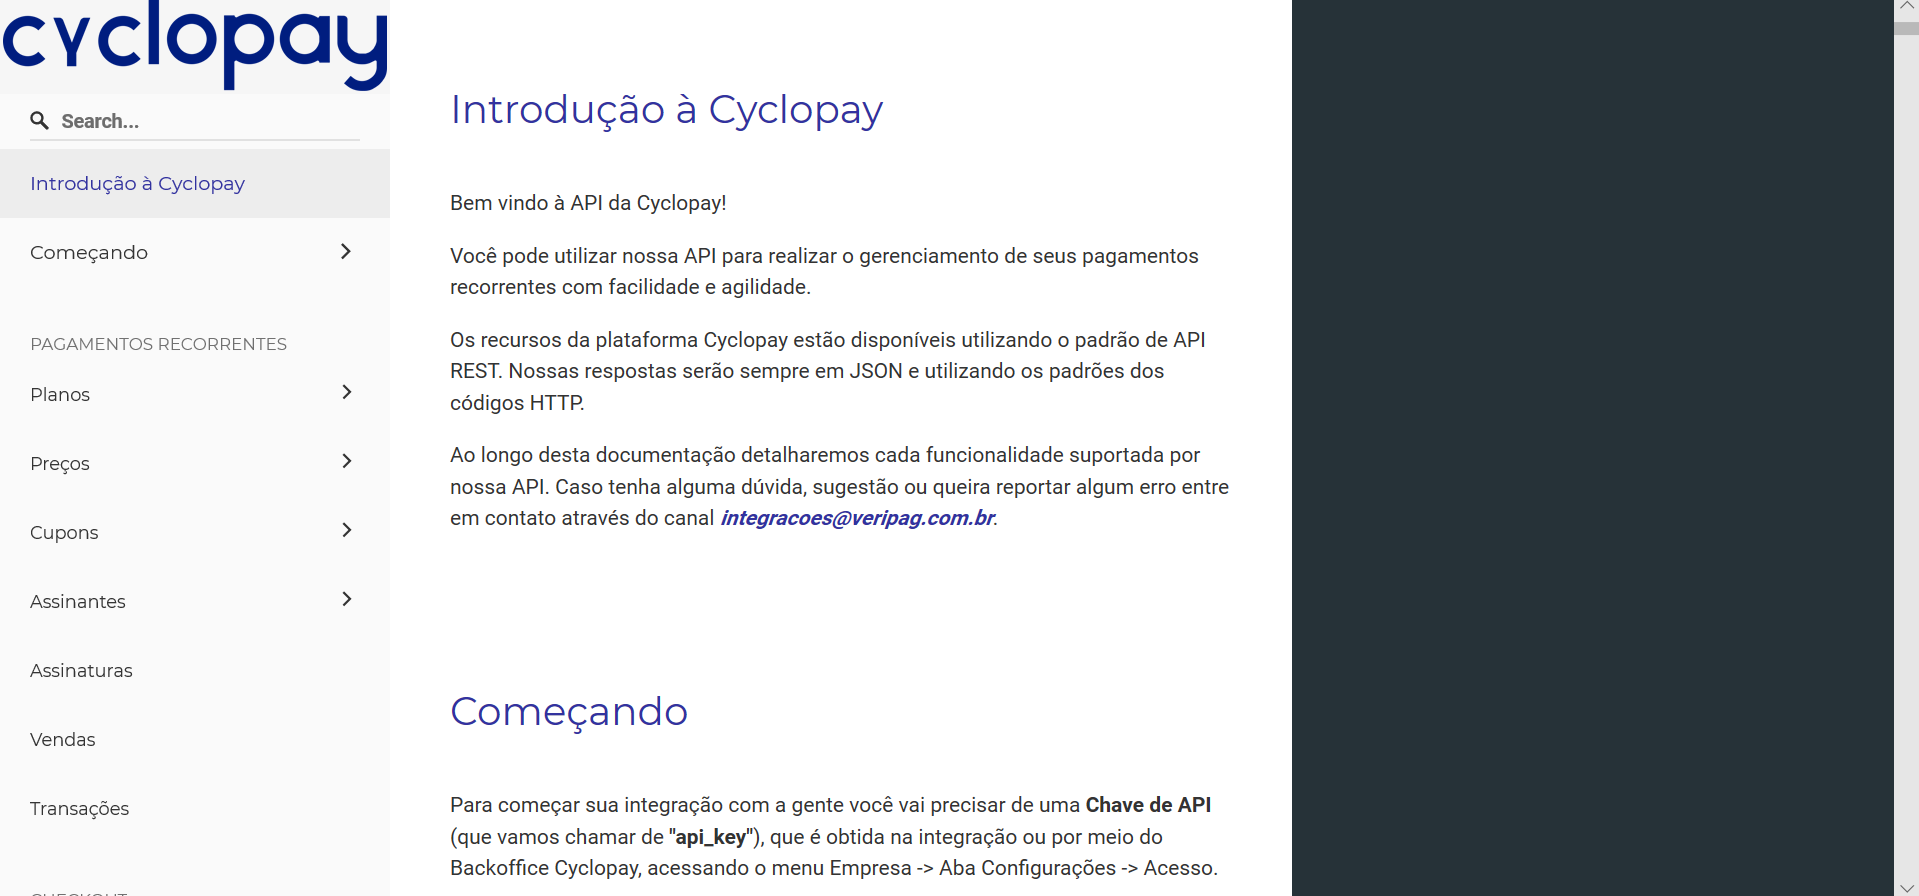 cyclopay
Search...
Introdução à Cyclopay
Começando
PAGAMENTOS RECORRENTES
Planos
Preços
Cupons
Assinantes
Assinaturas
Vendas
Transações
CHECKOUT
Introdução à Cyclopay
Bem vindo à API da Cyclopay!
Você pode utilizar nossa API para realizar o gerenciamento de seus pagamentos
recorrentes com facilidade e agilidade.
Os recursos da plataforma Cyclopay estão disponíveis utilizando o padrão de API
REST. Nossas respostas serão sempre em JSON e utilizando os padrões dos
códigos HTTP.
Ao longo desta documentação detalharemos cada funcionalidade suportada por
nossa API. Caso tenha alguma dúvida, sugestão ou queira reportar algum erro entre
em contato através do canal integracoes@veripag.com.br.
Começando
Para começar sua integração com a gente você vai precisar de uma Chave de API
(que vamos chamar de "api_key"), que é obtida na integração ou por meio do
Backoffice Cyclopay, acessando o menu Empresa -> Aba Configurações -> Acesso.